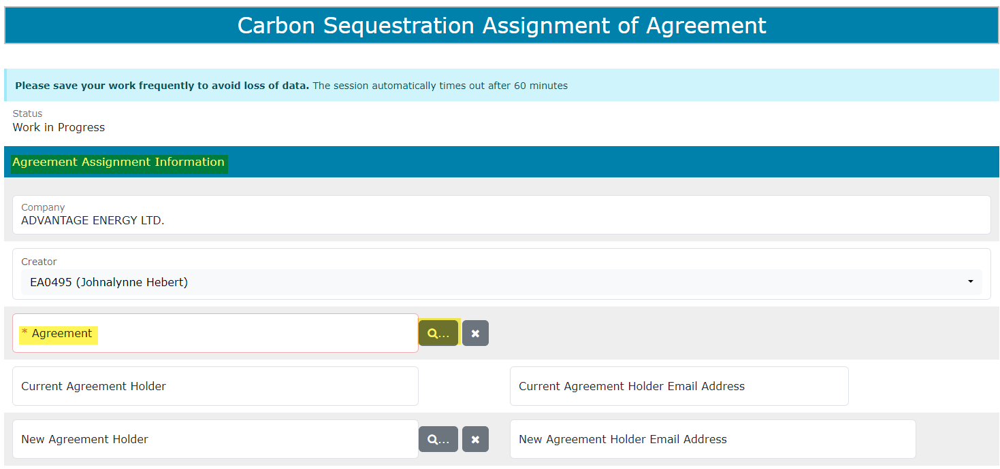 Carbon Sequestration Assignment of Agreement
Please save your work frequently to avoid loss of data. The session automatically times out after 60 minutes
Status
Work in Progress
Agreement Assignment Information
Company
ADVANTAGE ENERGY LTD.
Creator
EA0495 (Johnalynne Hebert)
* Agreement ...
Current Agreement Holder Current Agreement Holder Email Address
New Agreement Holder ... New Agreement Holder Email Address